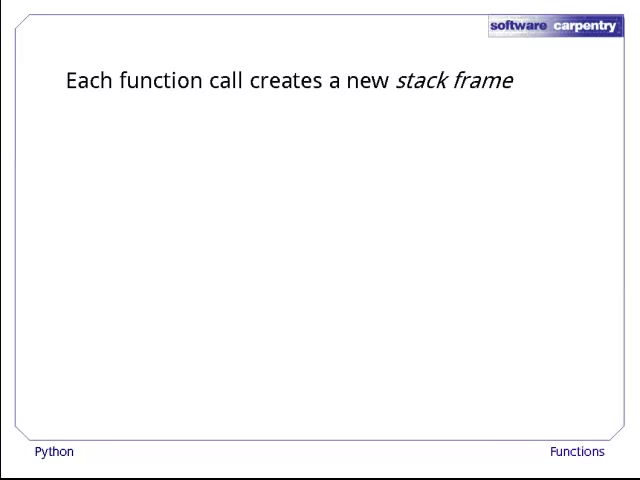 software carpentry
Each function call creates a new stack frame
Python
Functions